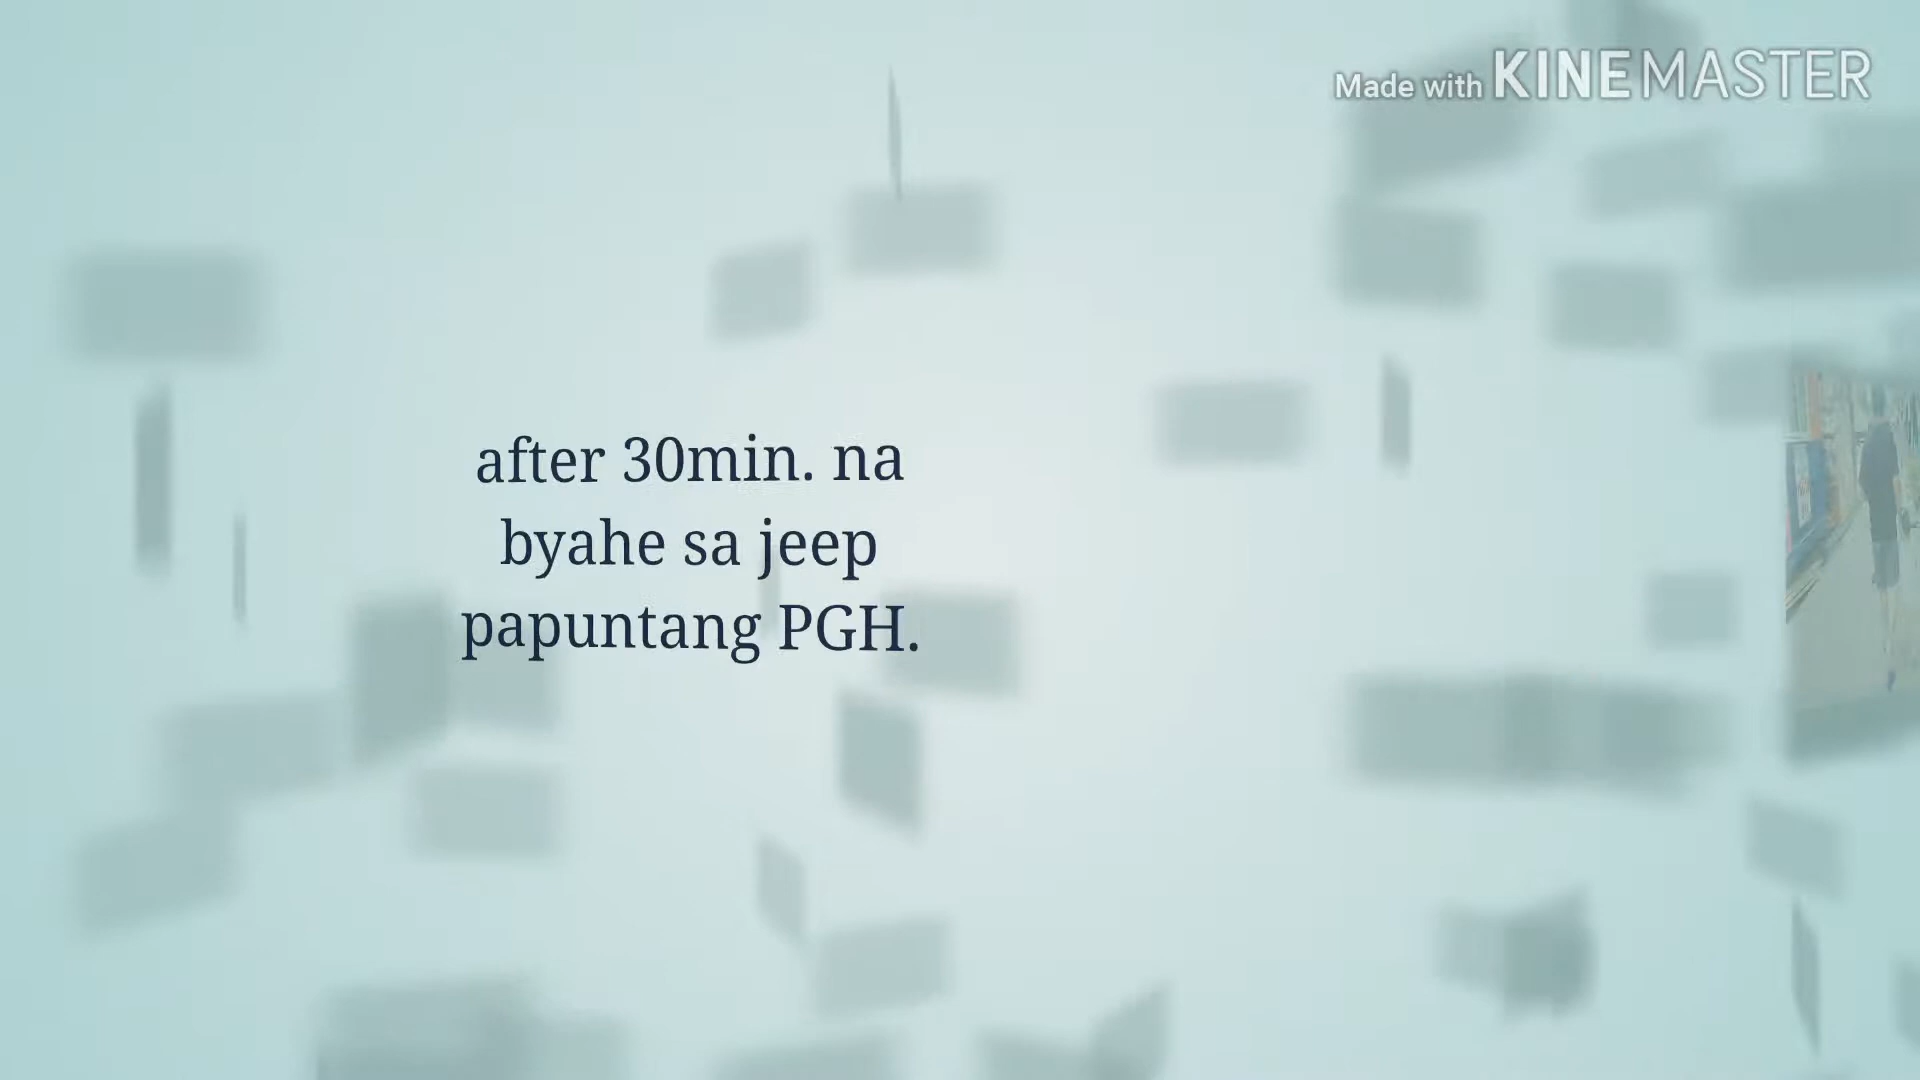 Made with KINEMASTER
after 30min. na
byahe sa jeep
papuntang PGH.